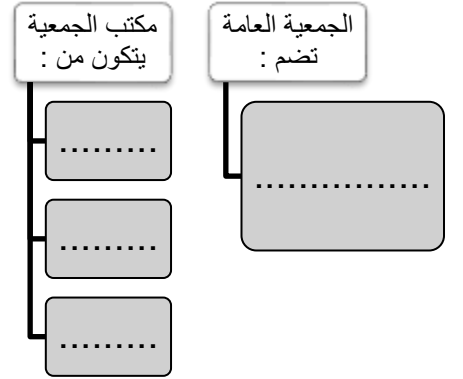 الجمعية العامة
تضم :
................
مكتب الجمعية
يتكون من :
.........
.........
.........